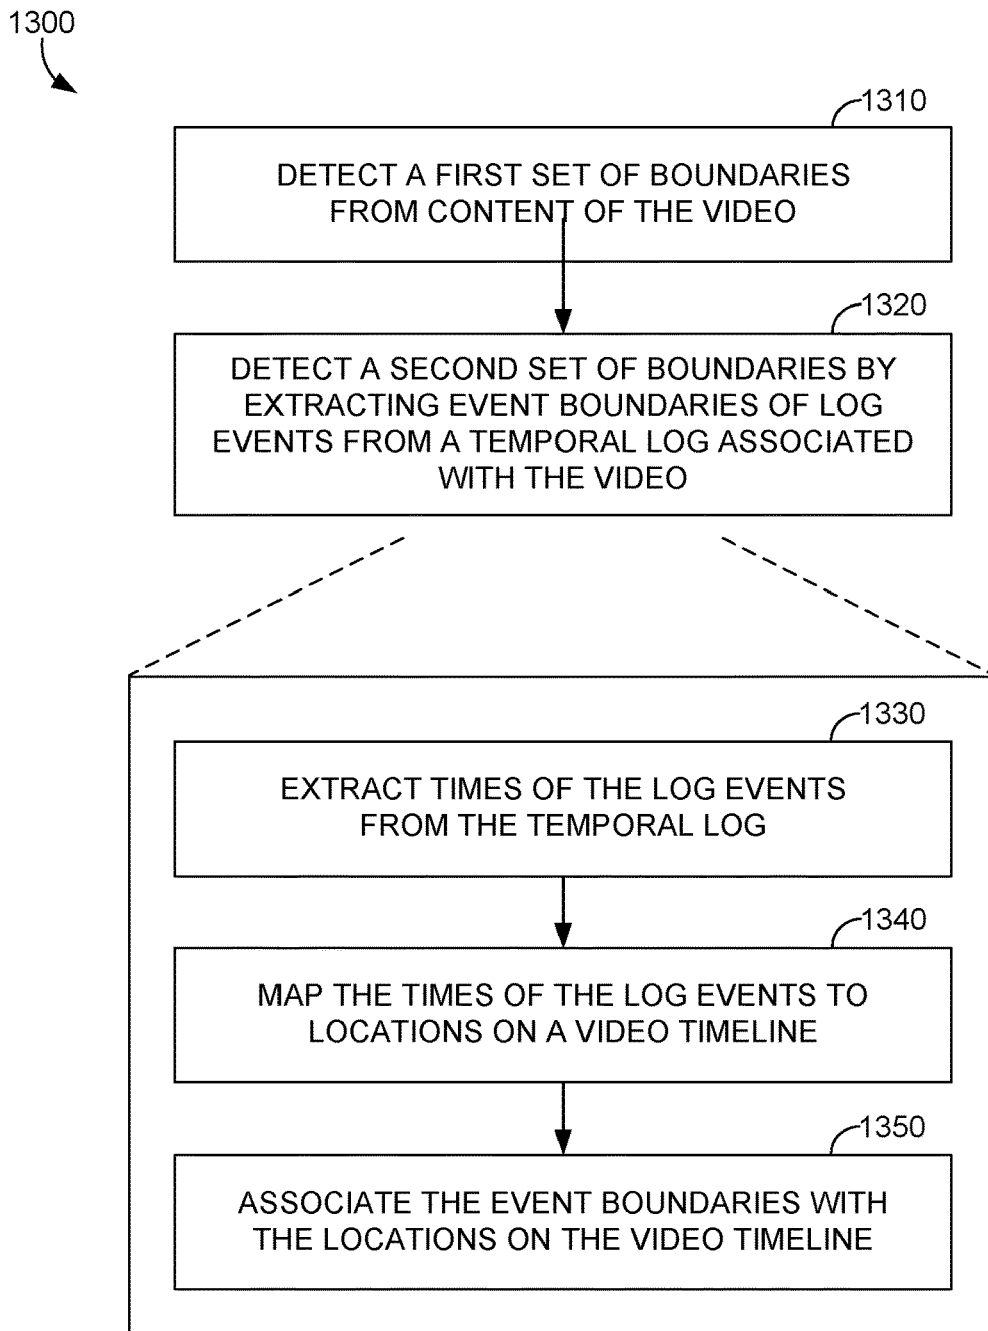 1300
1310
DETECT A FIRST SET OF BOUNDARIES
FROM CONTENT OF THE VIDEO
1320
DETECT A SECOND SET OF BOUNDARIES BY
EXTRACTING EVENT BOUNDARIES OF LOG
EVENTS FROM A TEMPORAL LOG ASSOCIATED
WITH THE VIDEO
1330
EXTRACT TIMES OF THE LOG EVENTS
FROM THE TEMPORAL LOG
1340
MAP THE TIMES OF THE LOG EVENTS TO
LOCATIONS ON A VIDEO TIMELINE
1350
ASSOCIATE THE EVENT BOUNDARIES WITH
THE LOCATIONS ON THE VIDEO TIMELINE